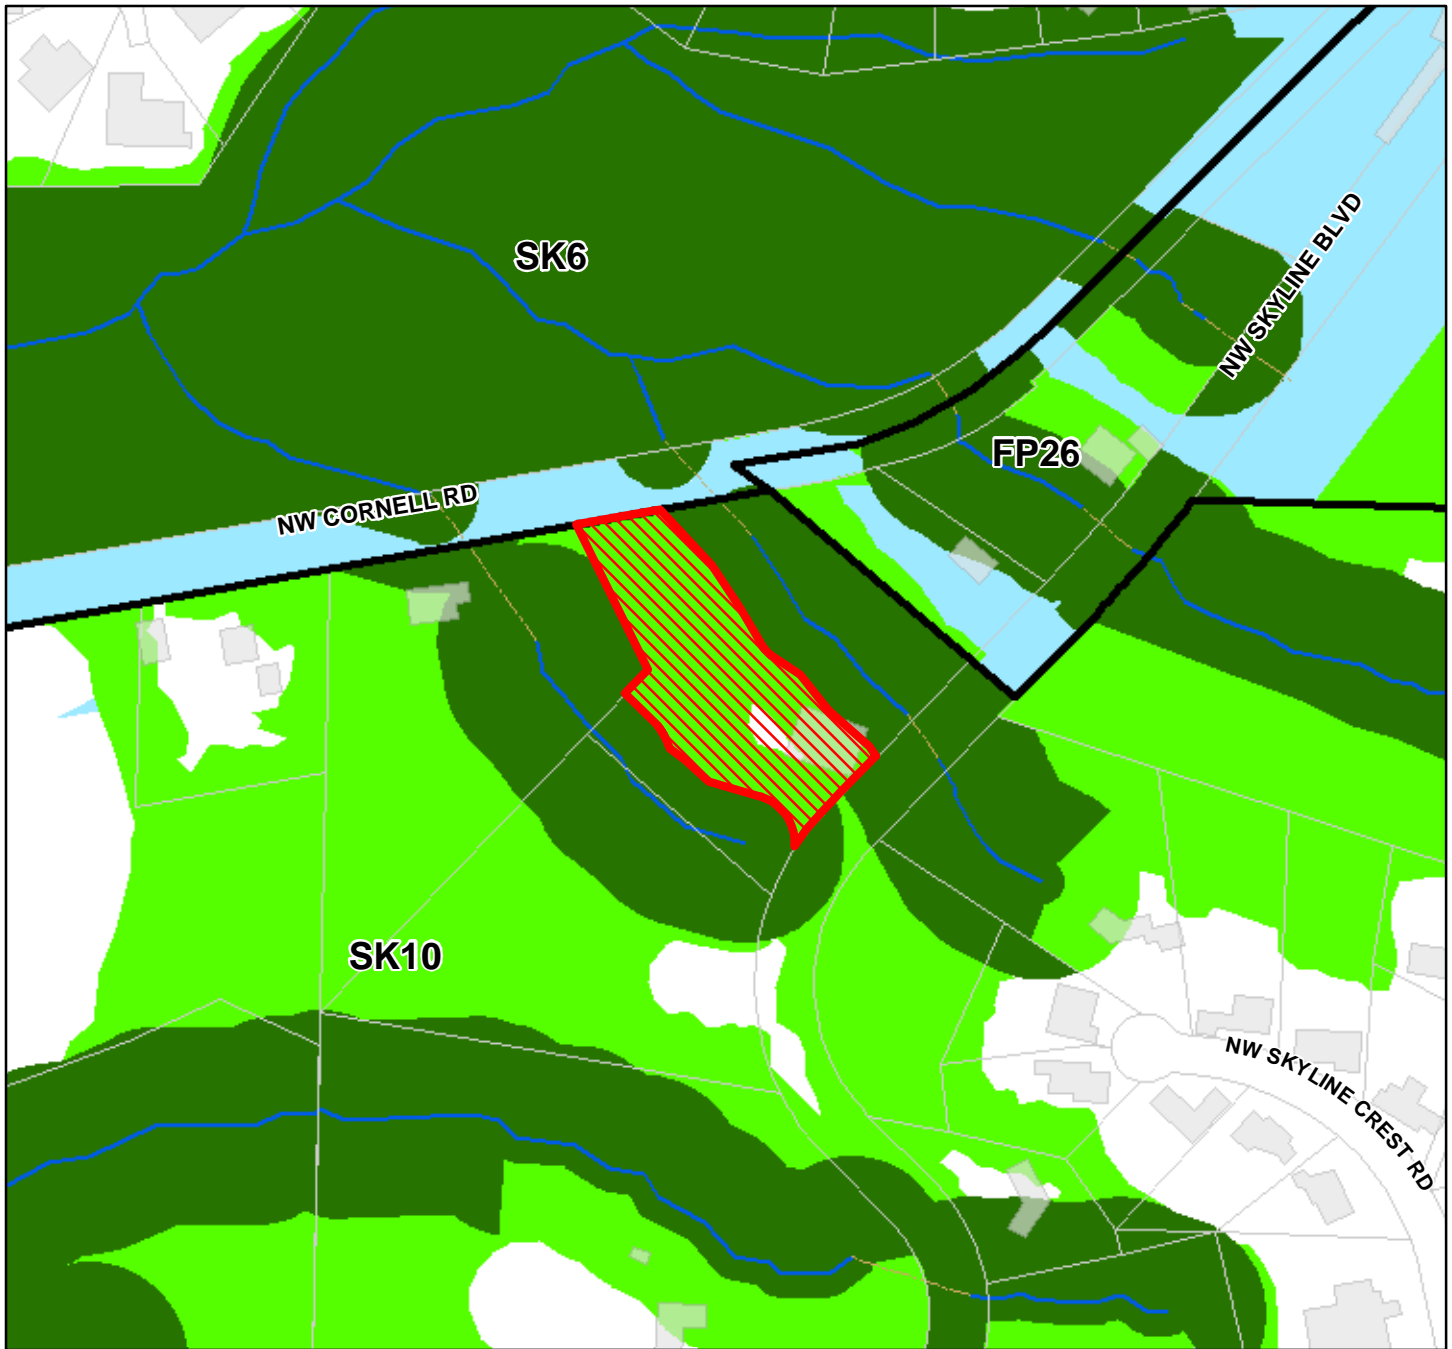 SK6
NW SKYLINE BLVD
FP26
NW CORNELL RD
SK10
NW SKYLINE CREST RD